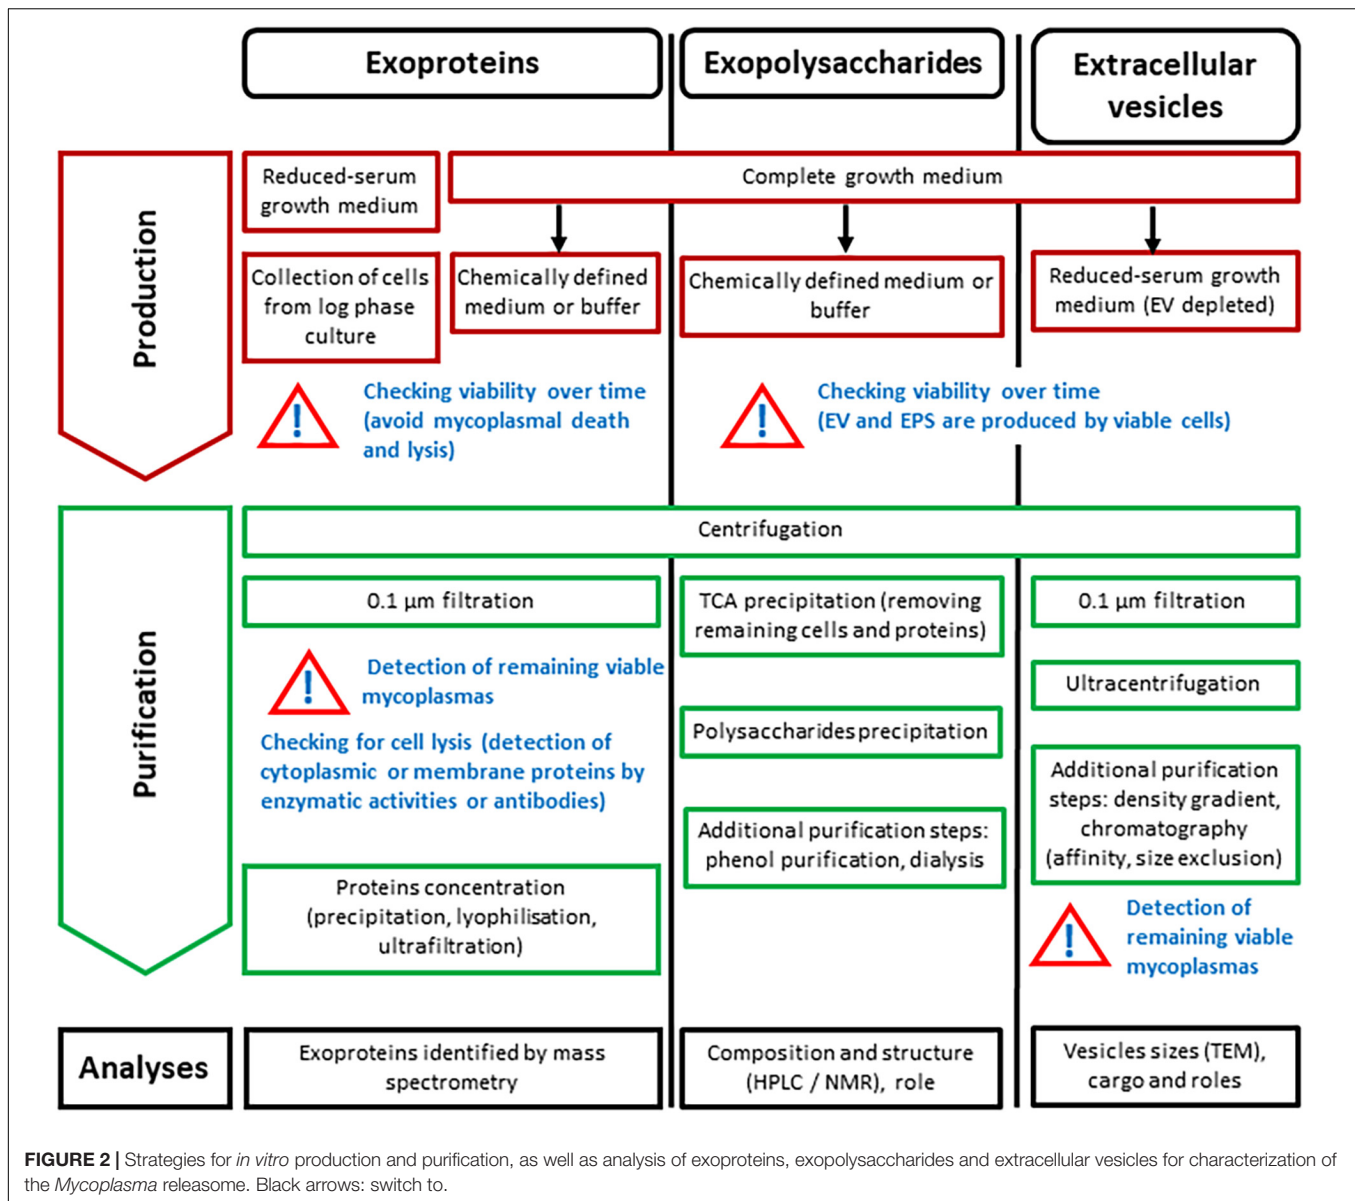 Exoproteins
Exopolysaccharides
Extracellular
vesicles
Production
Reduced-serum
growth medium
Complete growth medium
Collection of cells
from log phase
culture
Chemically defined
medium or buffer
Chemically defined medium or
buffer
Reduced-serum growth
medium (EV depleted)
!
Checking viability over time
(avoid mycoplasmal death
and lysis)
!
Checking viability over time
(EV and EPS are produced by viable cells)
Purification
Centrifugation
0.1 µm filtration
!
Detection of remaining viable
mycoplasmas
Checking for cell lysis (detection of
cytoplasmic or membrane proteins by
enzymatic activities or antibodies)
Proteins concentration
(precipitation, lyophilisation,
ultrafiltration)
TCA precipitation (removing
remaining cells and proteins)
Polysaccharides precipitation
Additional purification steps:
phenol purification, dialysis
0.1 µm filtration
Ultracentrifugation
Additional purification
steps: density gradient,
chromatography
(affinity, size exclusion)
!
Detection of
remaining viable
mycoplasmas
Analyses
Exoproteins identified by mass
spectrometry
Composition and structure
(HPLC / NMR), role
Vesicles sizes (TEM),
cargo and roles
FIGURE 2 | Strategies for in vitro production and purification, as well as analysis of exoproteins, exopolysaccharides and extracellular vesicles for characterization of
the Mycoplasma releasome. Black arrows: switch to.